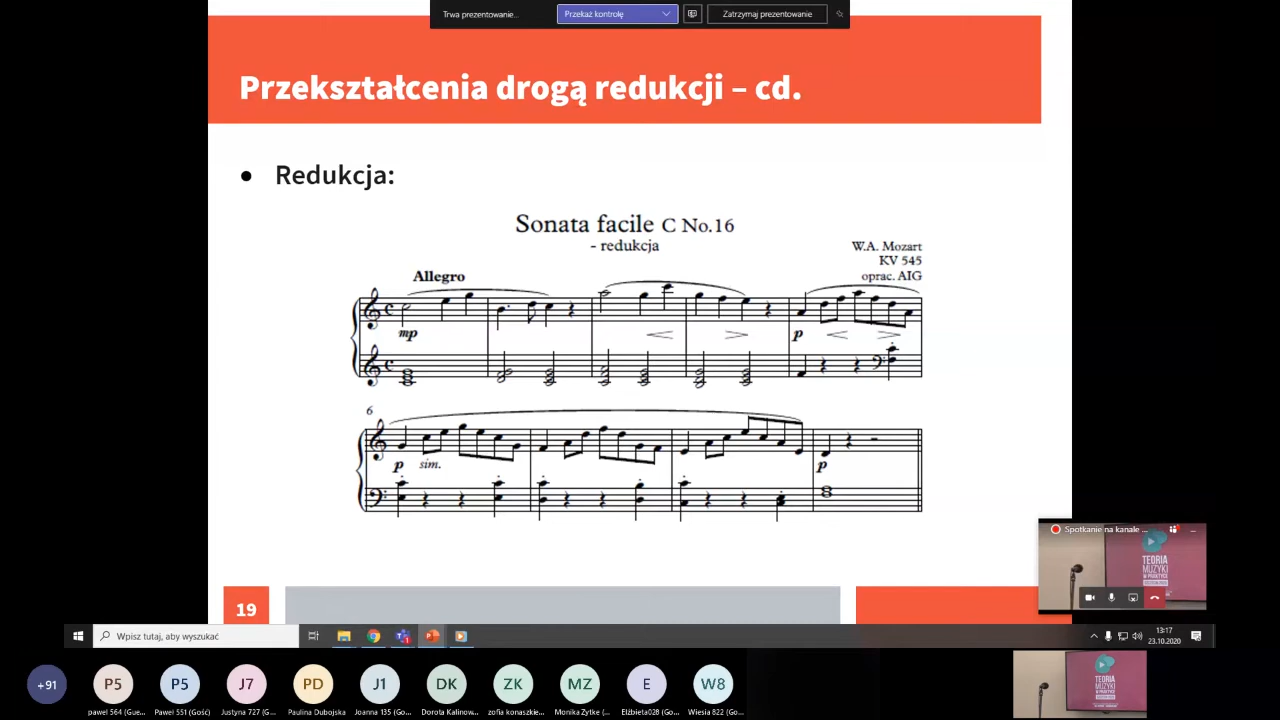 Trwa prezentowanie...
Przekaż kontrolę
Zatrzymaj prezentowanie
Przekształcenia drogą redukcji – cd.
● Redukcja:
Sonata facile C No.16
- redukcja
W.A. Mozart
KV 545
oprac. AIG
Allegro
mp
p
6
p
sim.
p
Spotkanie na kanale ...
TEORIA
MUZYKI
W PRAKTYCE
19
Wpisz tutaj, aby wyszukać
13:17
23.10.2020
+91
P5
P5
J7
PD
J1
DK
ZK
MZ
E
W8
TEORIA
MUZYKI
paweł 564 (Gue...
Paweł 551 (Gość)
Justyna 727 (G...
Paulina Dubojska
Joanna 135 (Go...
Dorota Kalinow...
zofia konaszkie...
Monika Zytke (...
Elżbieta028 (Go...
Wiesia 822 (Go...